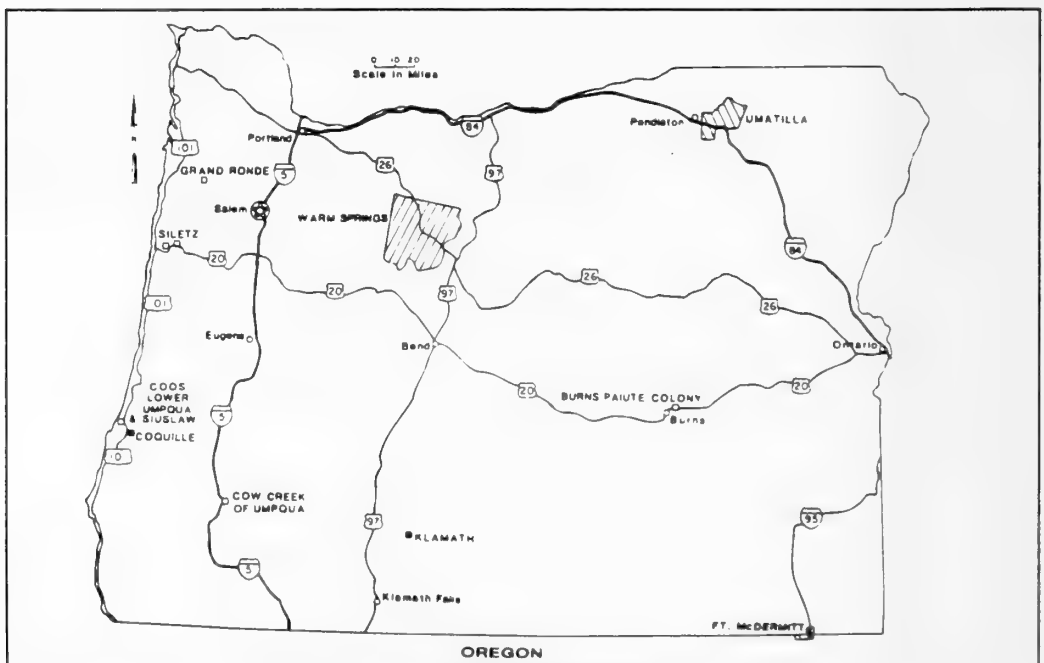 0 10 20
Scale in Miles
N
Portland
84
Pendleton
UMATILLA
101
GRAND RONDE
5
26
97
Salem
WARM SPRINGS
SILETZ
20
20
97
26
84
26
101
Eugene
Bend
Ontario
COOS
LOWER
UMPQUA
& SIUSLAW
COQUILLE
20
BURNS PAIUTE COLONY
20
Burns
5
101
COW CREEK
OF UMPQUA
97
KLAMATH
95
5
Klamath Falls
FT. McDERMITT
OREGON